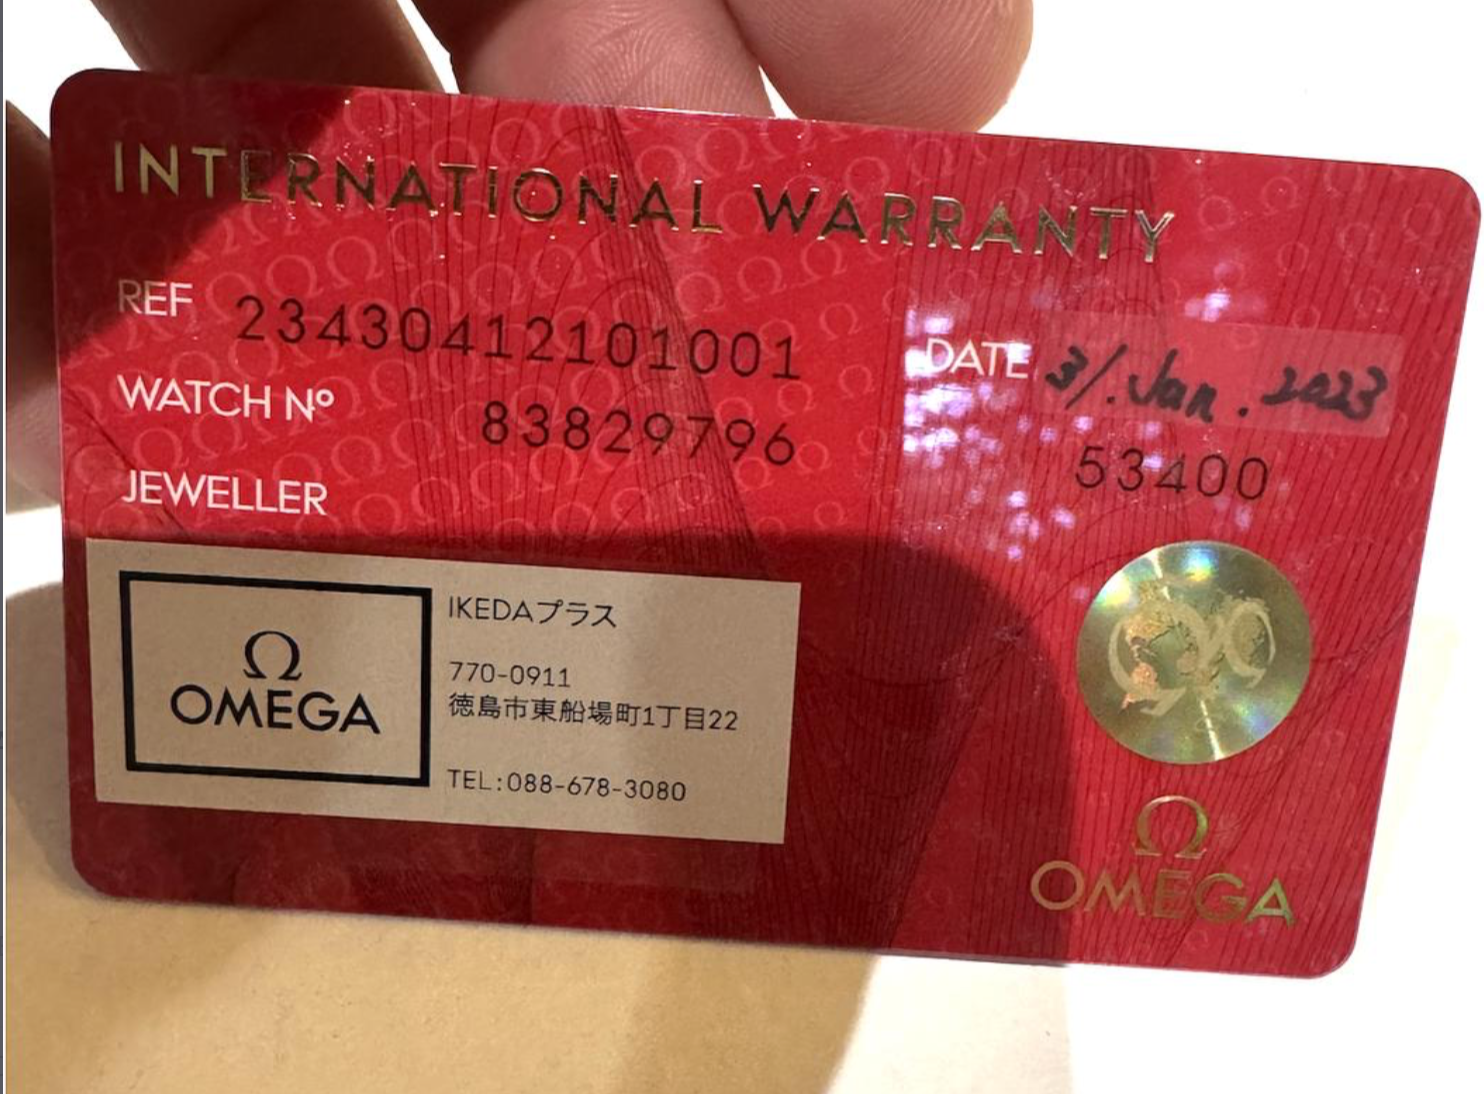 INTERNATIONAL WARRANTY
REF 23430412101001
WATCH Nº 83829796
JEWELLER
DATE 31.Jan.2023
53400
Ω
OMEGA
IKEDAプラス
770-0911
徳島市東船場町1丁目22
TEL:088-678-3080
Ω
OMEGA